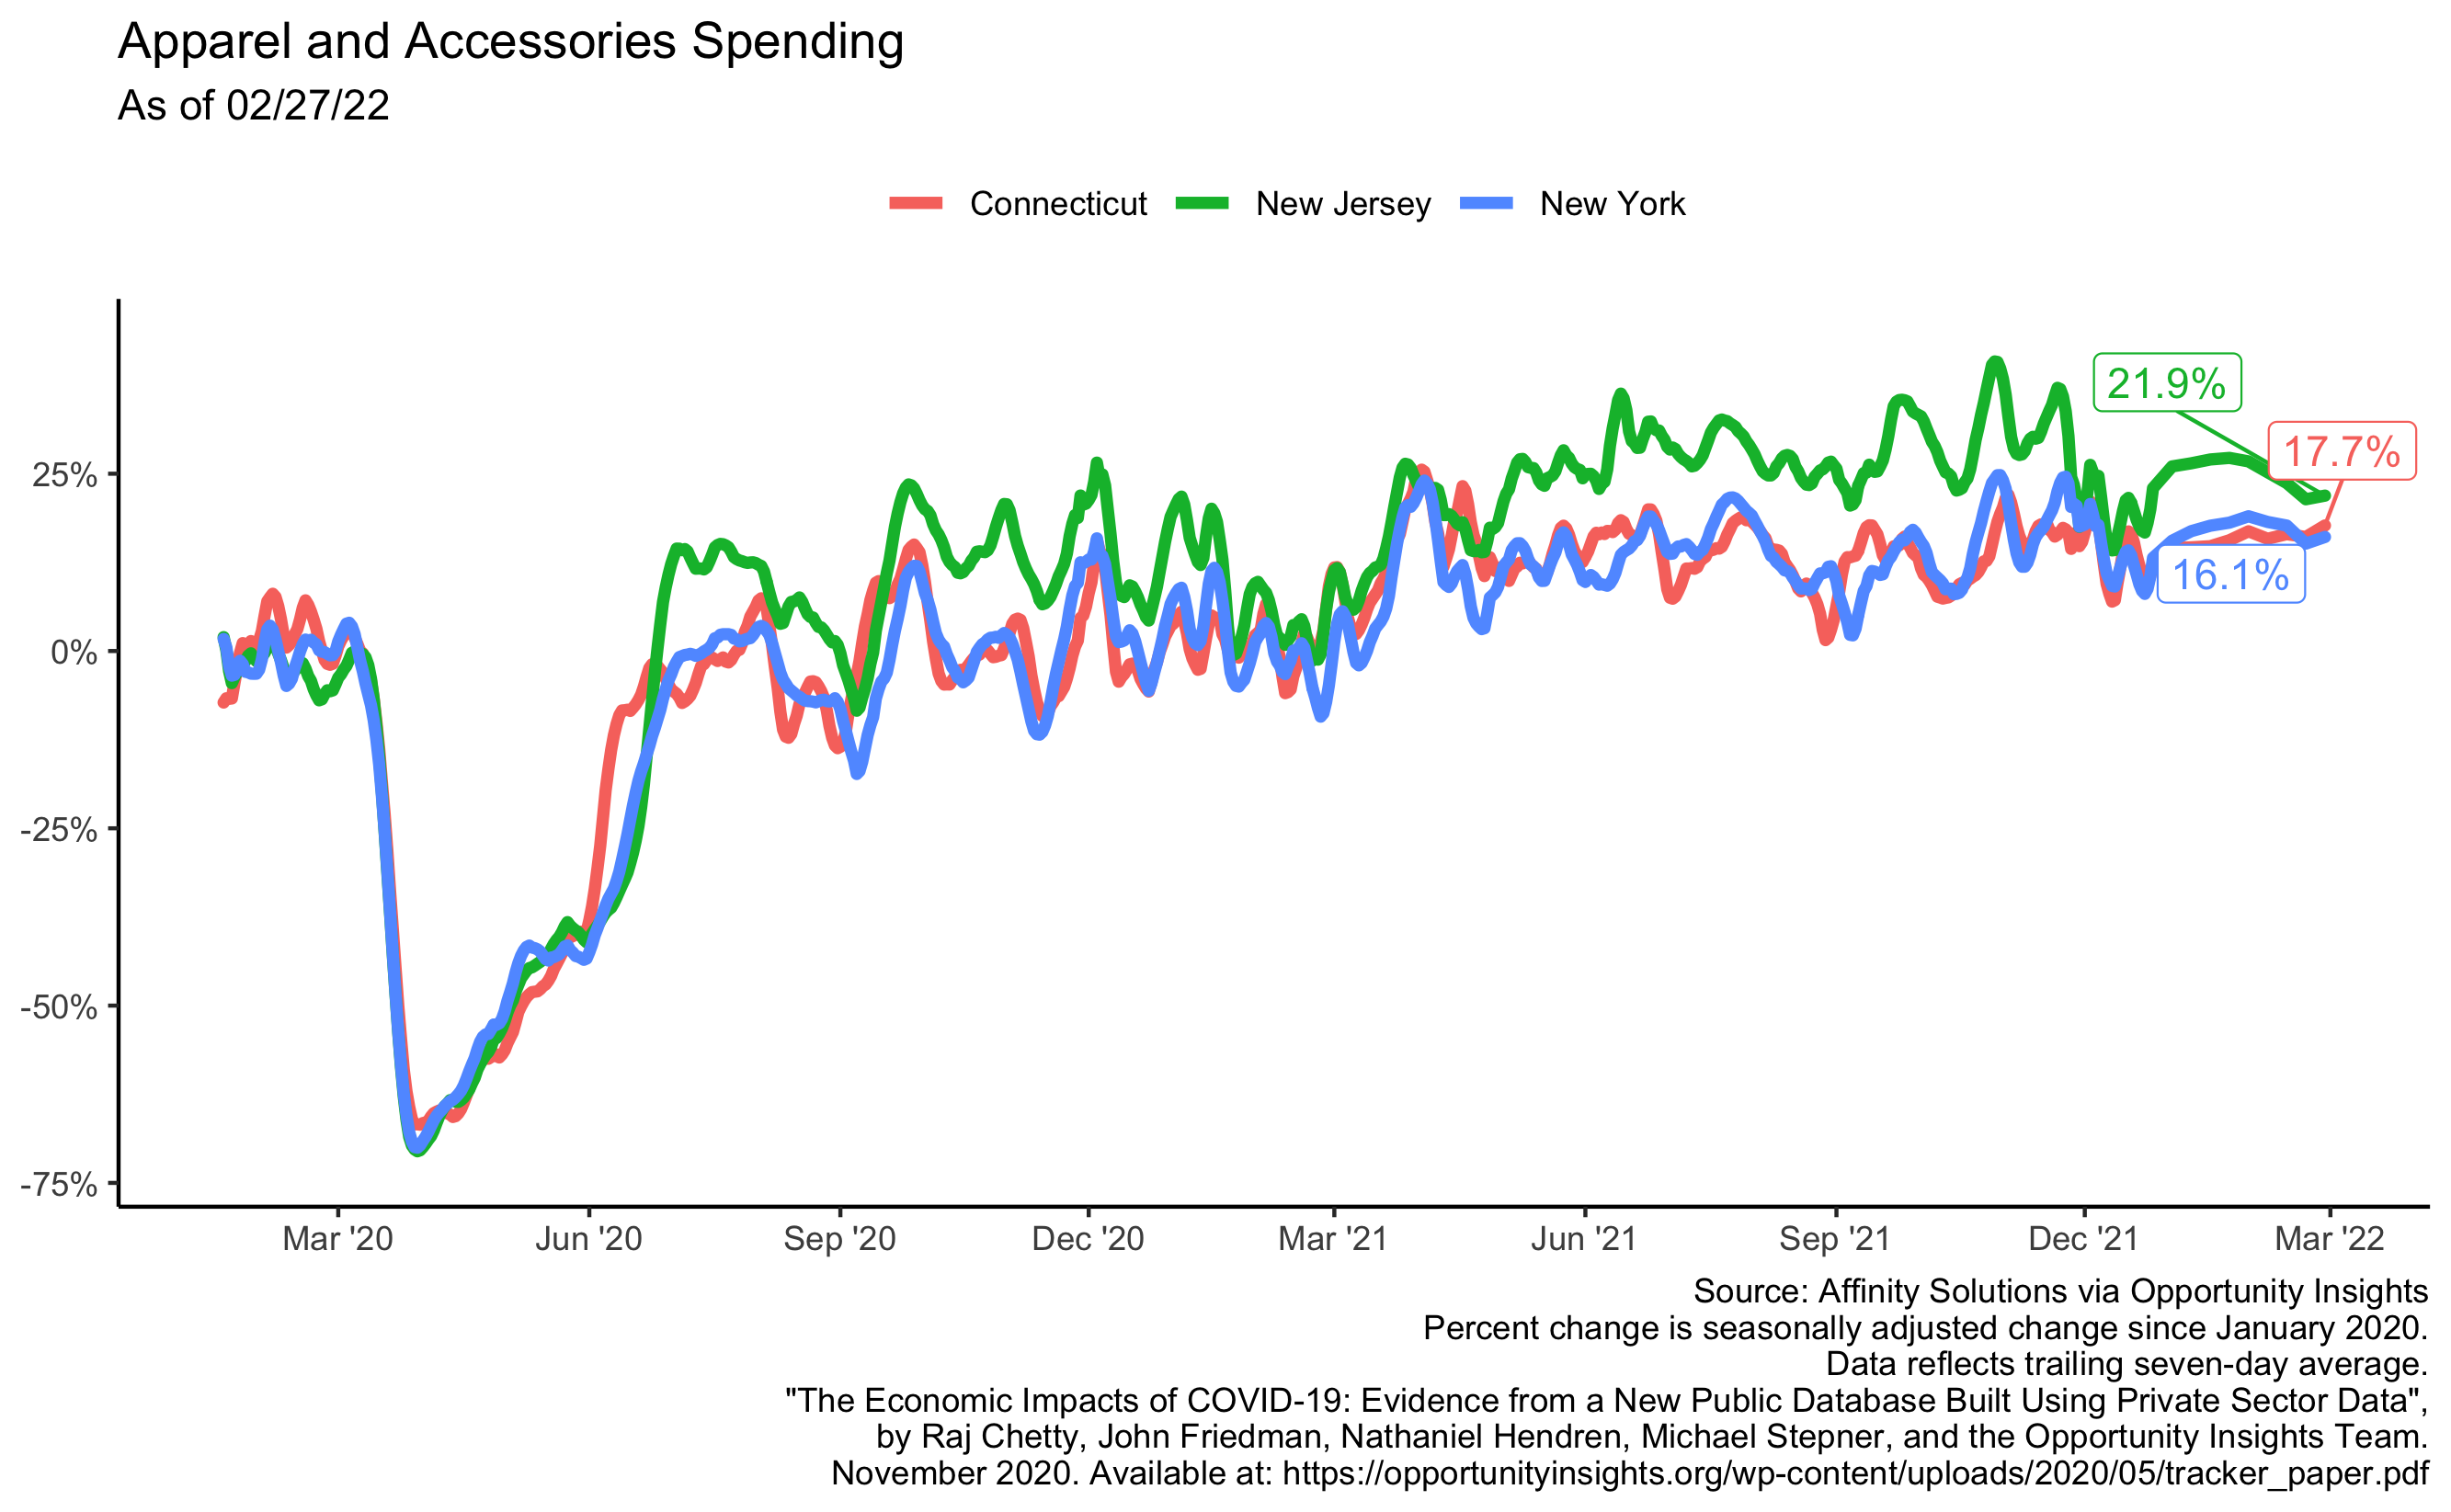 Apparel and Accessories Spending
As of 02/27/22
Connecticut New Jersey New York
21.9%
17.7%
16.1%
25%
0%
-25%
-50%
-75%
Mar '20 Jun '20 Sep '20 Dec '20 Mar '21 Jun '21 Sep '21 Dec '21 Mar '22
Source: Affinity Solutions via Opportunity Insights
Percent change is seasonally adjusted change since January 2020.
Data reflects trailing seven-day average.
"The Economic Impacts of COVID-19: Evidence from a New Public Database Built Using Private Sector Data",
by Raj Chetty, John Friedman, Nathaniel Hendren, Michael Stepner, and the Opportunity Insights Team.
November 2020. Available at: https://opportunityinsights.org/wp-content/uploads/2020/05/tracker_paper.pdf